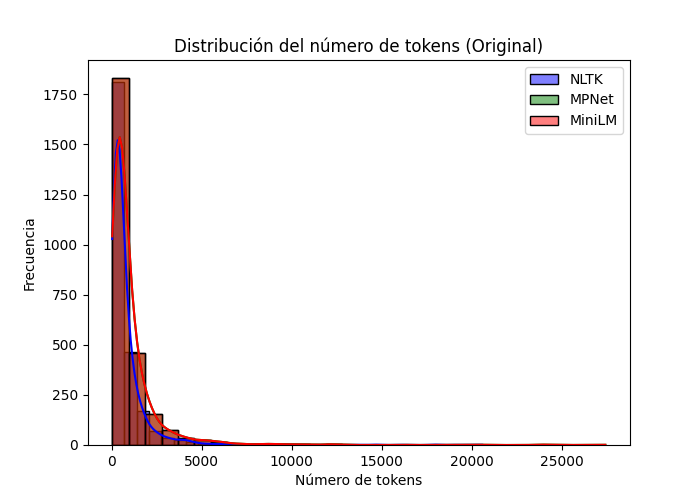 Distribución del número de tokens (Original)
NLTK
MPNet
MiniLM
Frecuencia
1750
1500
1250
1000
750
500
250
0
0 5000 10000 15000 20000 25000
Número de tokens